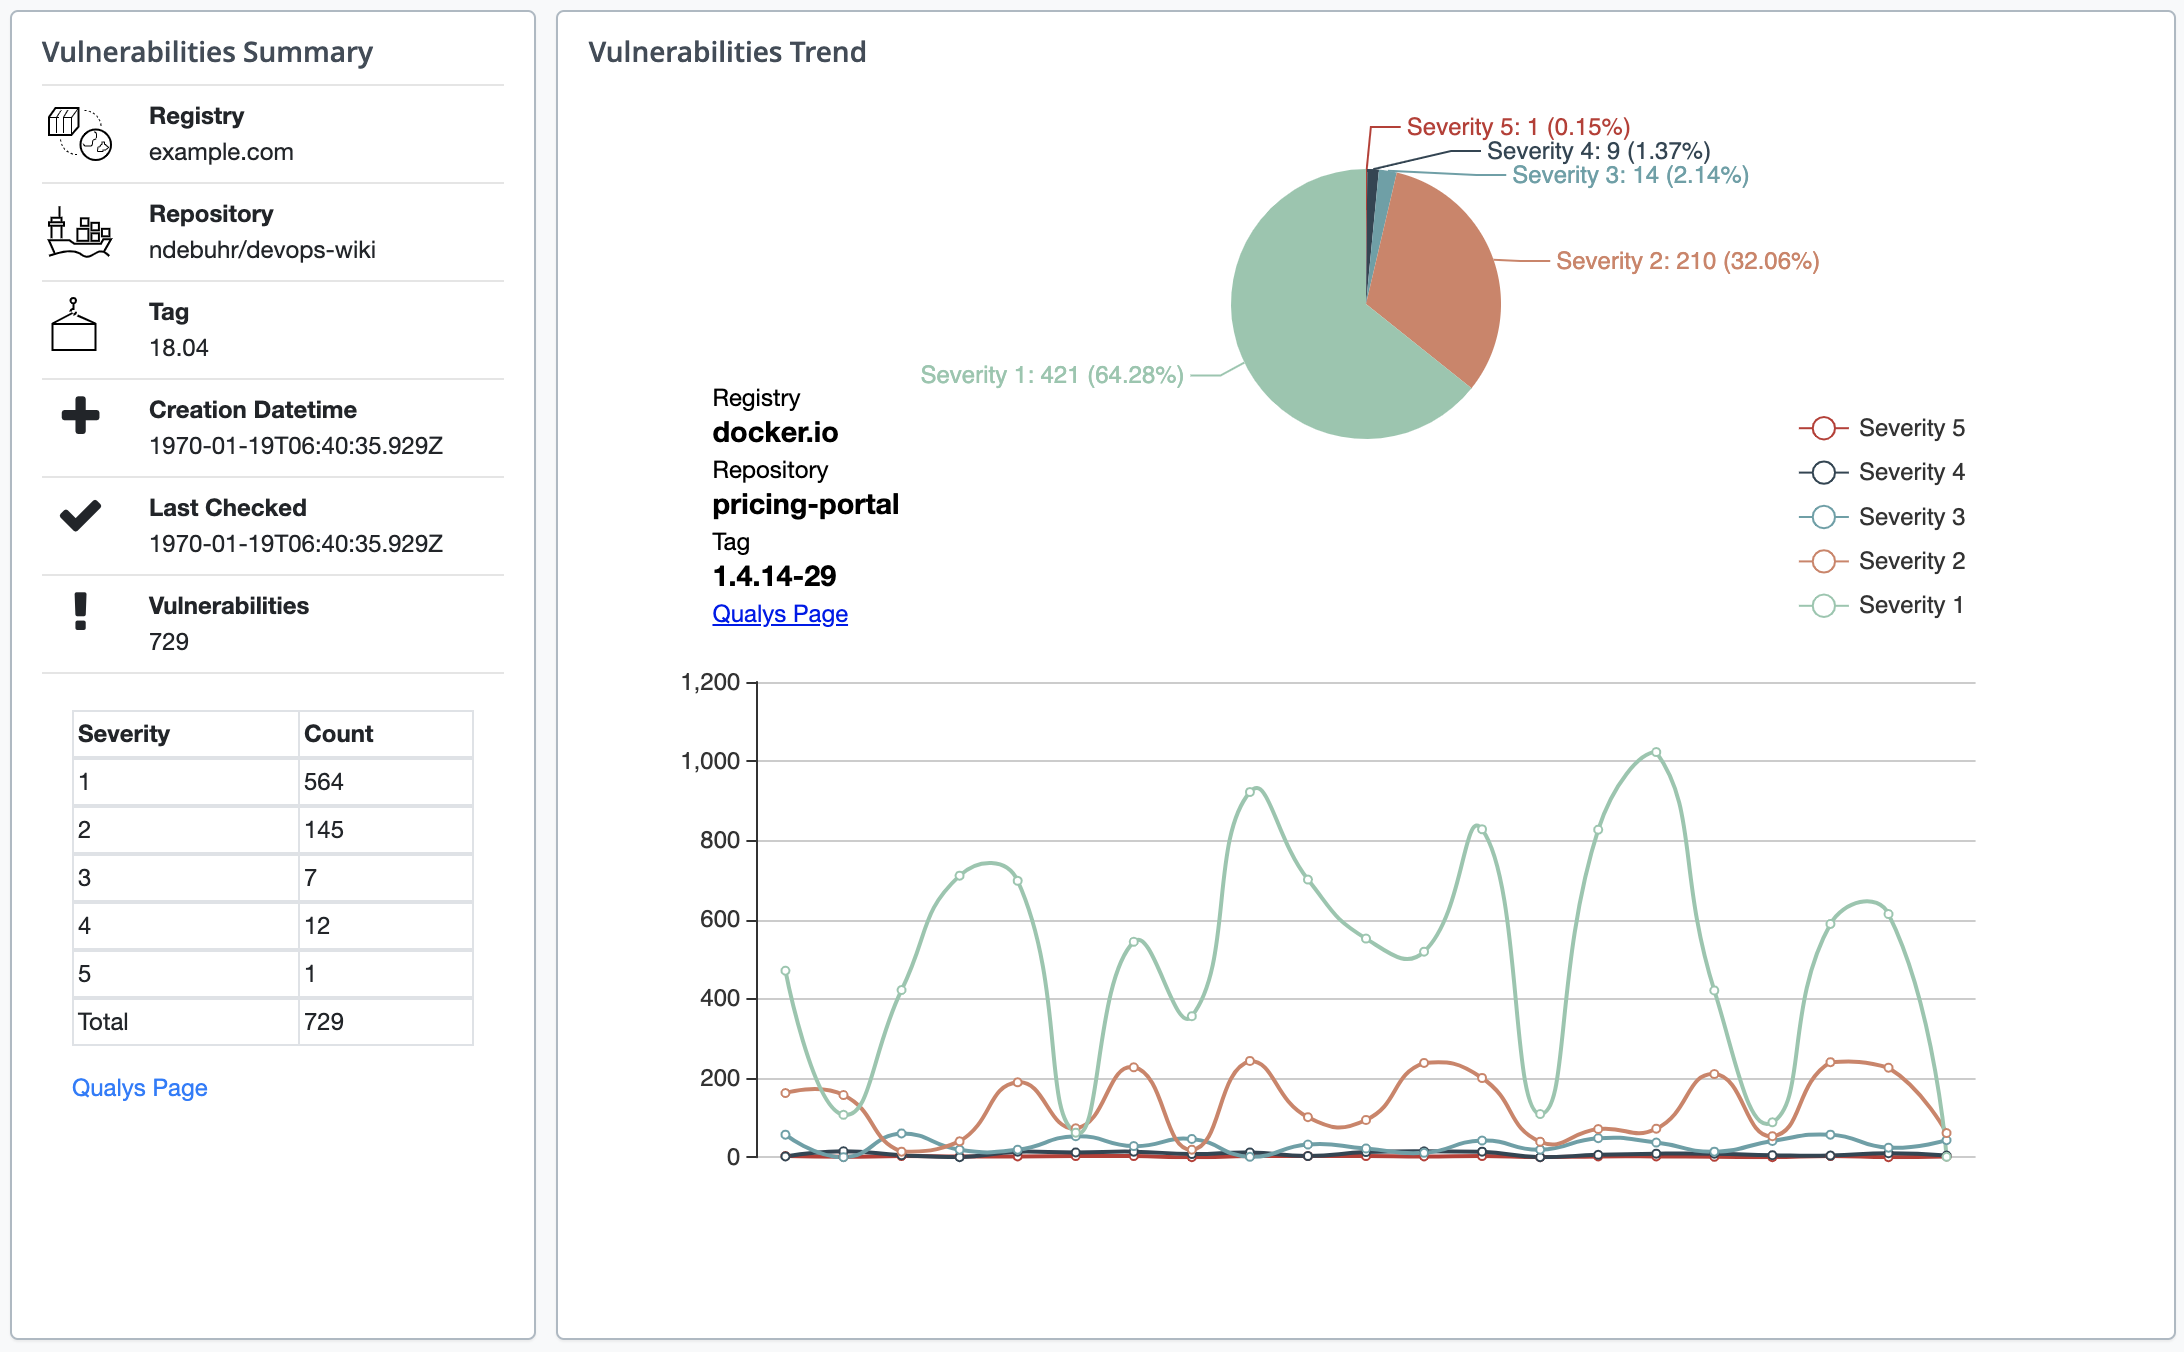 Vulnerabilities Summary
Registry
example.com
Repository
ndebuhr/devops-wiki
Tag
18.04
Creation Datetime
1970-01-19T06:40:35.929Z
Last Checked
1970-01-19T06:40:35.929Z
Vulnerabilities
729
Severity Count
1 564
2 145
3 7
4 12
5 1
Total 729
Qualys Page
Vulnerabilities Trend
Severity 5: 1 (0.15%)
Severity 4: 9 (1.37%)
Severity 3: 14 (2.14%)
Severity 2: 210 (32.06%)
Severity 1: 421 (64.28%)
Registry
docker.io
Repository
pricing-portal
Tag
1.4.14-29
Qualys Page
Severity 5
Severity 4
Severity 3
Severity 2
Severity 1
1,200
1,000
800
600
400
200
0